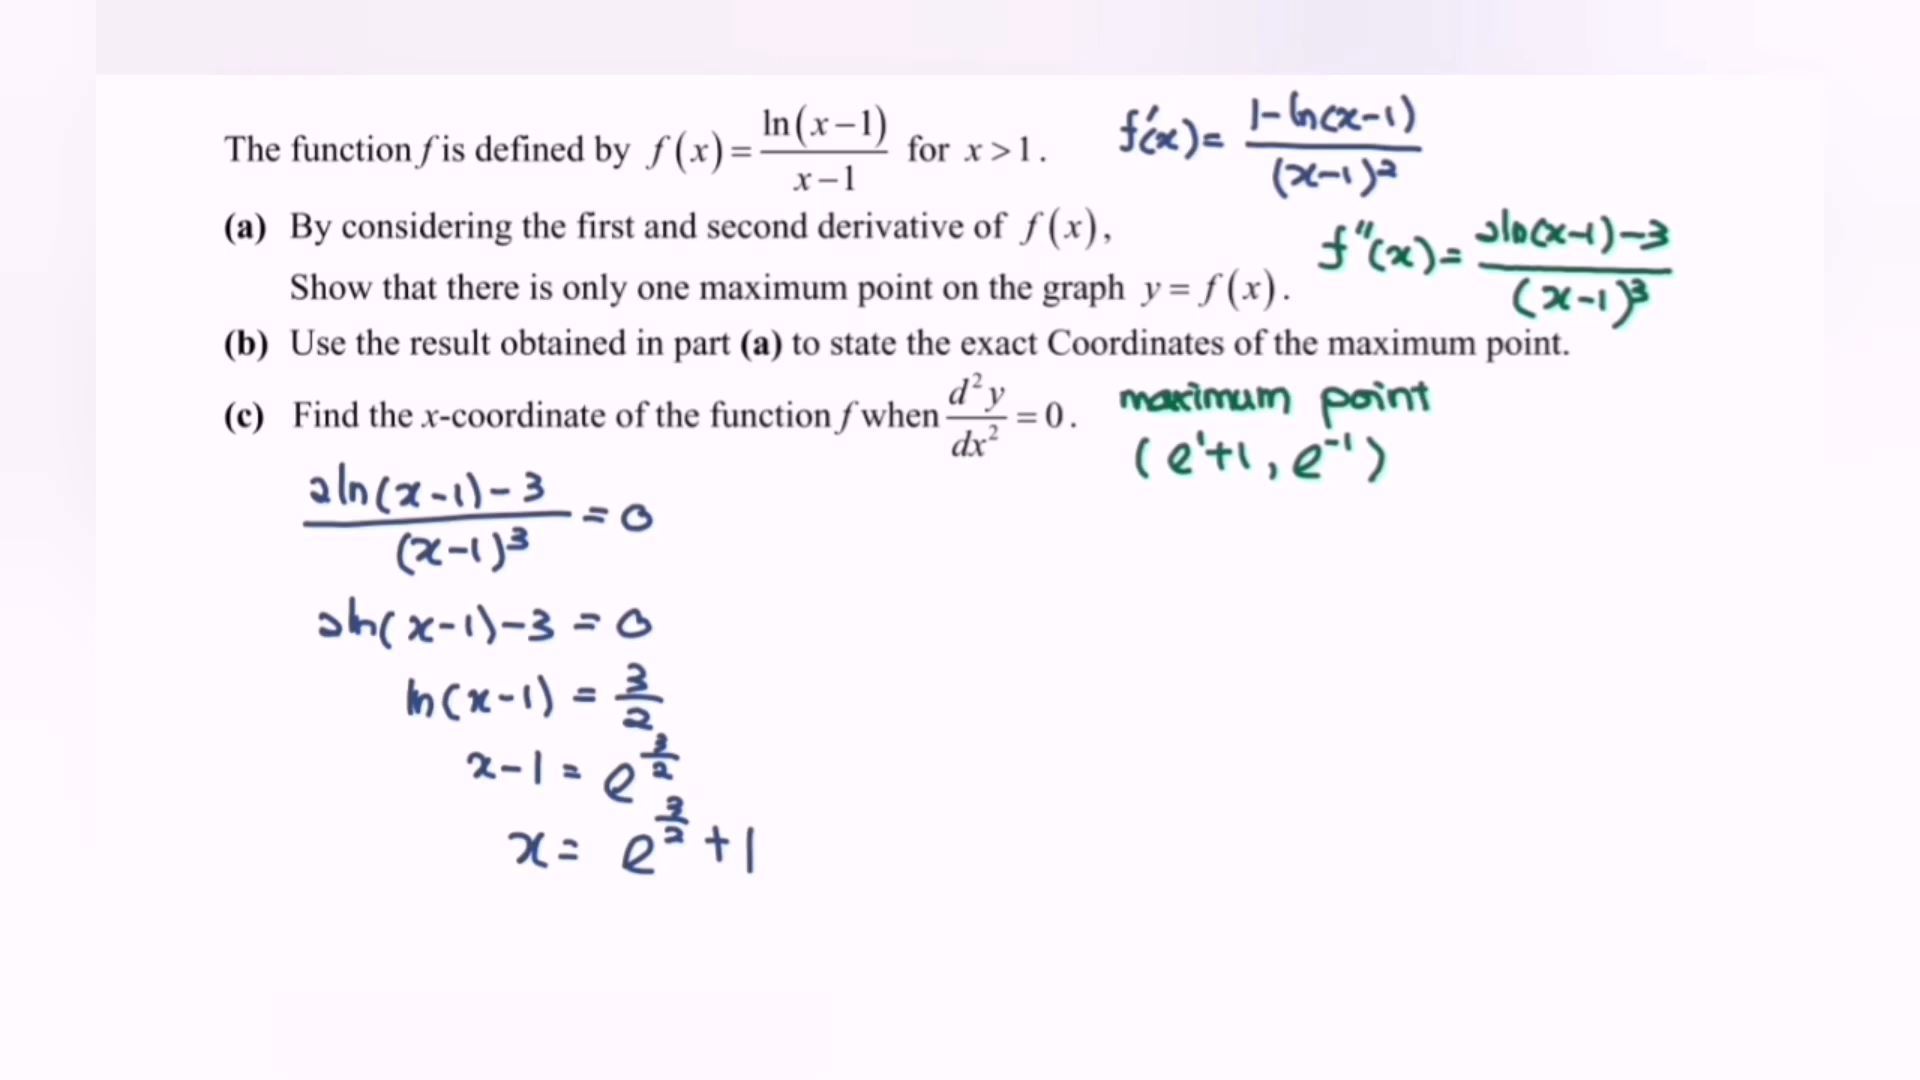 The function f is defined by f(x) = ln(x−1)/(x−1) for x > 1.
f'(x) = (1 - ln(x-1))/(x-1)²
(a) By considering the first and second derivative of f(x),
f''(x) = (2ln(x-1)-3)/(x-1)³
Show that there is only one maximum point on the graph y = f(x).
(b) Use the result obtained in part (a) to state the exact Coordinates of the maximum point.
(c) Find the x-coordinate of the function f when d²y/dx² = 0.
maximum point
(e¹+1, e⁻¹)
(2ln(x-1)-3)/(x-1)³ = 0
2ln(x-1)-3 = 0
ln(x-1) = 3/2
x-1 = e^(3/2)
x = e^(3/2) + 1